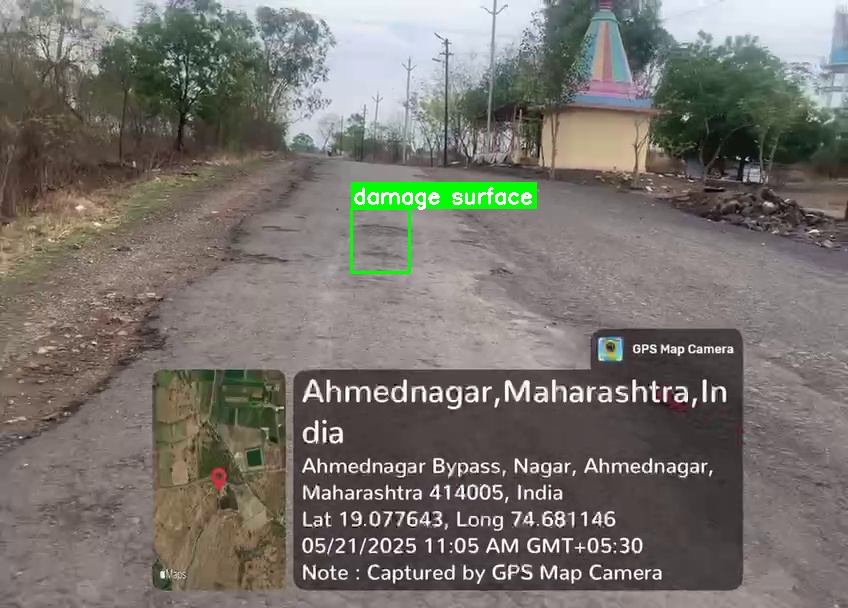 damage surface
GPS Map Camera
Ahmednagar,Maharashtra,In
dia
Ahmednagar Bypass, Nagar, Ahmednagar,
Maharashtra 414005, India
Lat 19.077643, Long 74.681146
05/21/2025 11:05 AM GMT+05:30
Note : Captured by GPS Map Camera
Maps